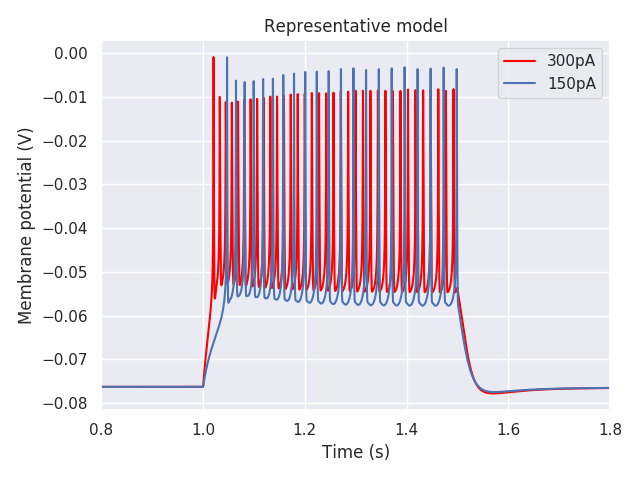 Representative model
300pA
150pA
Membrane potential (V)
0.00
−0.01
−0.02
−0.03
−0.04
−0.05
−0.06
−0.07
−0.08
0.8 1.0 1.2 1.4 1.6 1.8
Time (s)